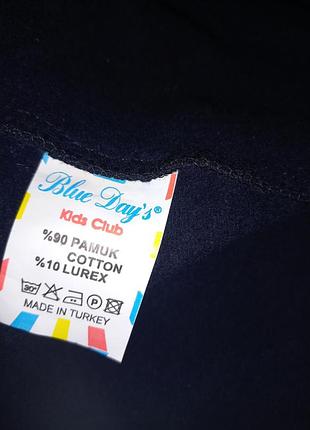 Blue Day's®
Kids Club
%90 PAMUK
COTTON
%10 LUREX
30°
MADE IN TURKEY